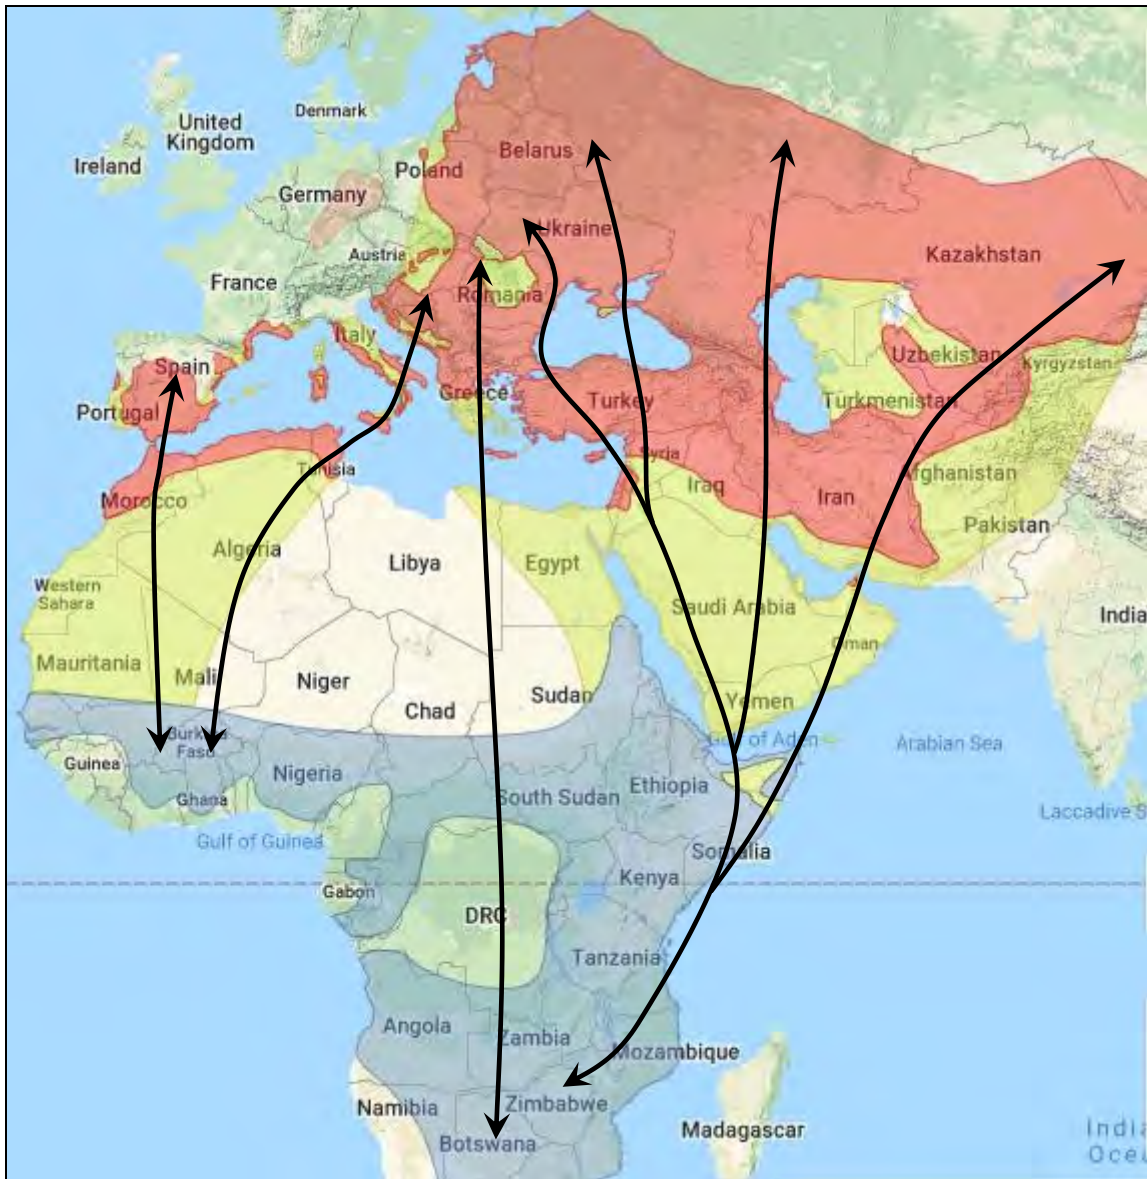 Denmark
United
Kingdom
Ireland
Belarus
Poland
Germany
Ukraine
Austria
Kazakhstan
France
Romania
Italy
Uzbekistan
Kyrgyzstan
Spain
Greece
Turkey
Turkmenistan
Portugal
Syria
Tunisia
Afghanistan
Iraq
Iran
Morocco
Pakistan
Algeria
Libya
Egypt
Western
Sahara
Saudi Arabia
India
Oman
Mauritania
Mali
Niger
Sudan
Yemen
Chad
Gulf of Aden
Arabian Sea
Burkina
Faso
Guinea
Nigeria
Ethiopia
South Sudan
Ghana
Laccadive S
Gulf of Guinea
Somalia
Kenya
Gabon
DRC
Tanzania
Angola
Zambia
Mozambique
Namibia
Zimbabwe
Madagascar
Botswana
India
Ocea